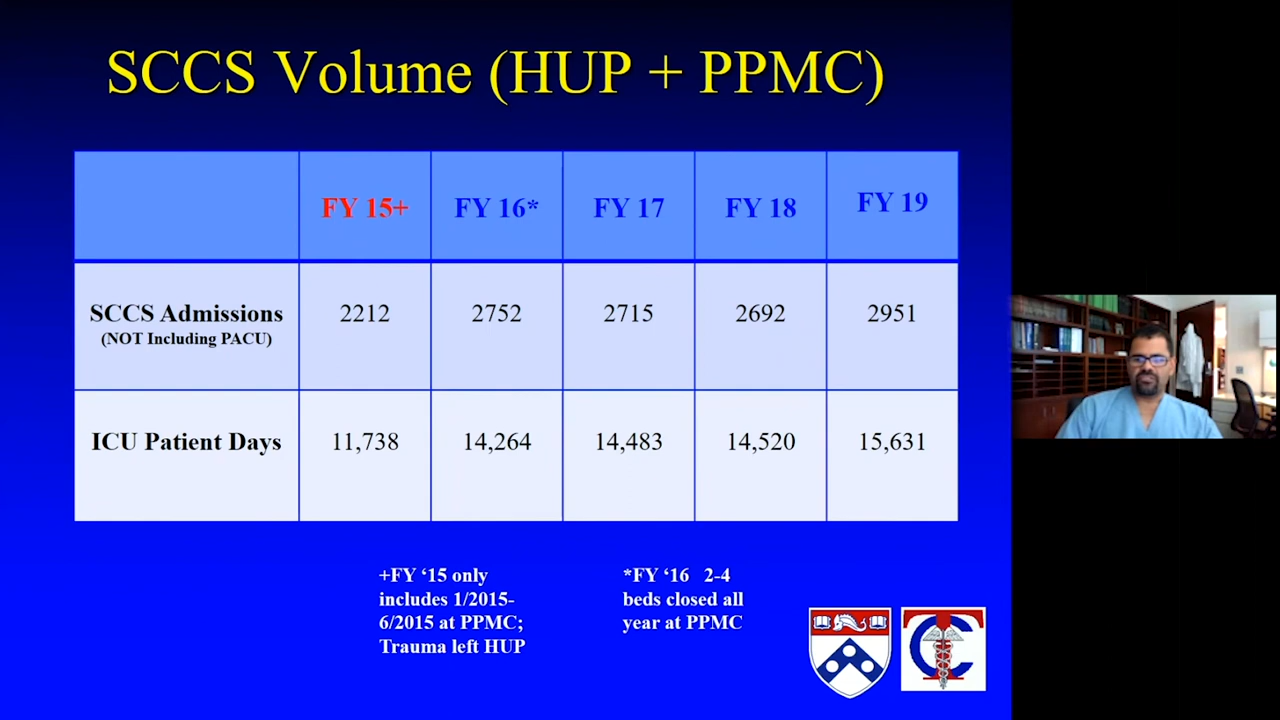 SCCS Volume (HUP + PPMC)
FY 15+ FY 16* FY 17 FY 18 FY 19
SCCS Admissions 2212 2752 2715 2692 2951
(NOT Including PACU)
ICU Patient Days 11,738 14,264 14,483 14,520 15,631
+FY ‘15 only
includes 1/2015-
6/2015 at PPMC;
Trauma left HUP
*FY ‘16 2-4
beds closed all
year at PPMC